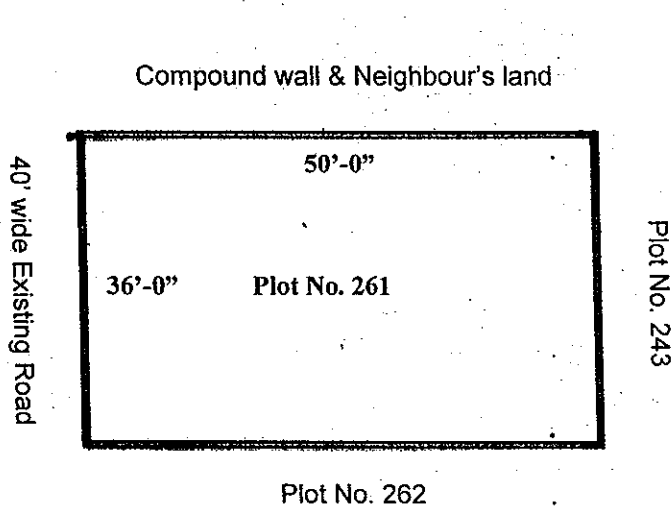 Compound wall & Neighbour's land
50'-0"
40' wide Existing Road
36'-0"
Plot No. 261
Plot No. 243
Plot No. 262